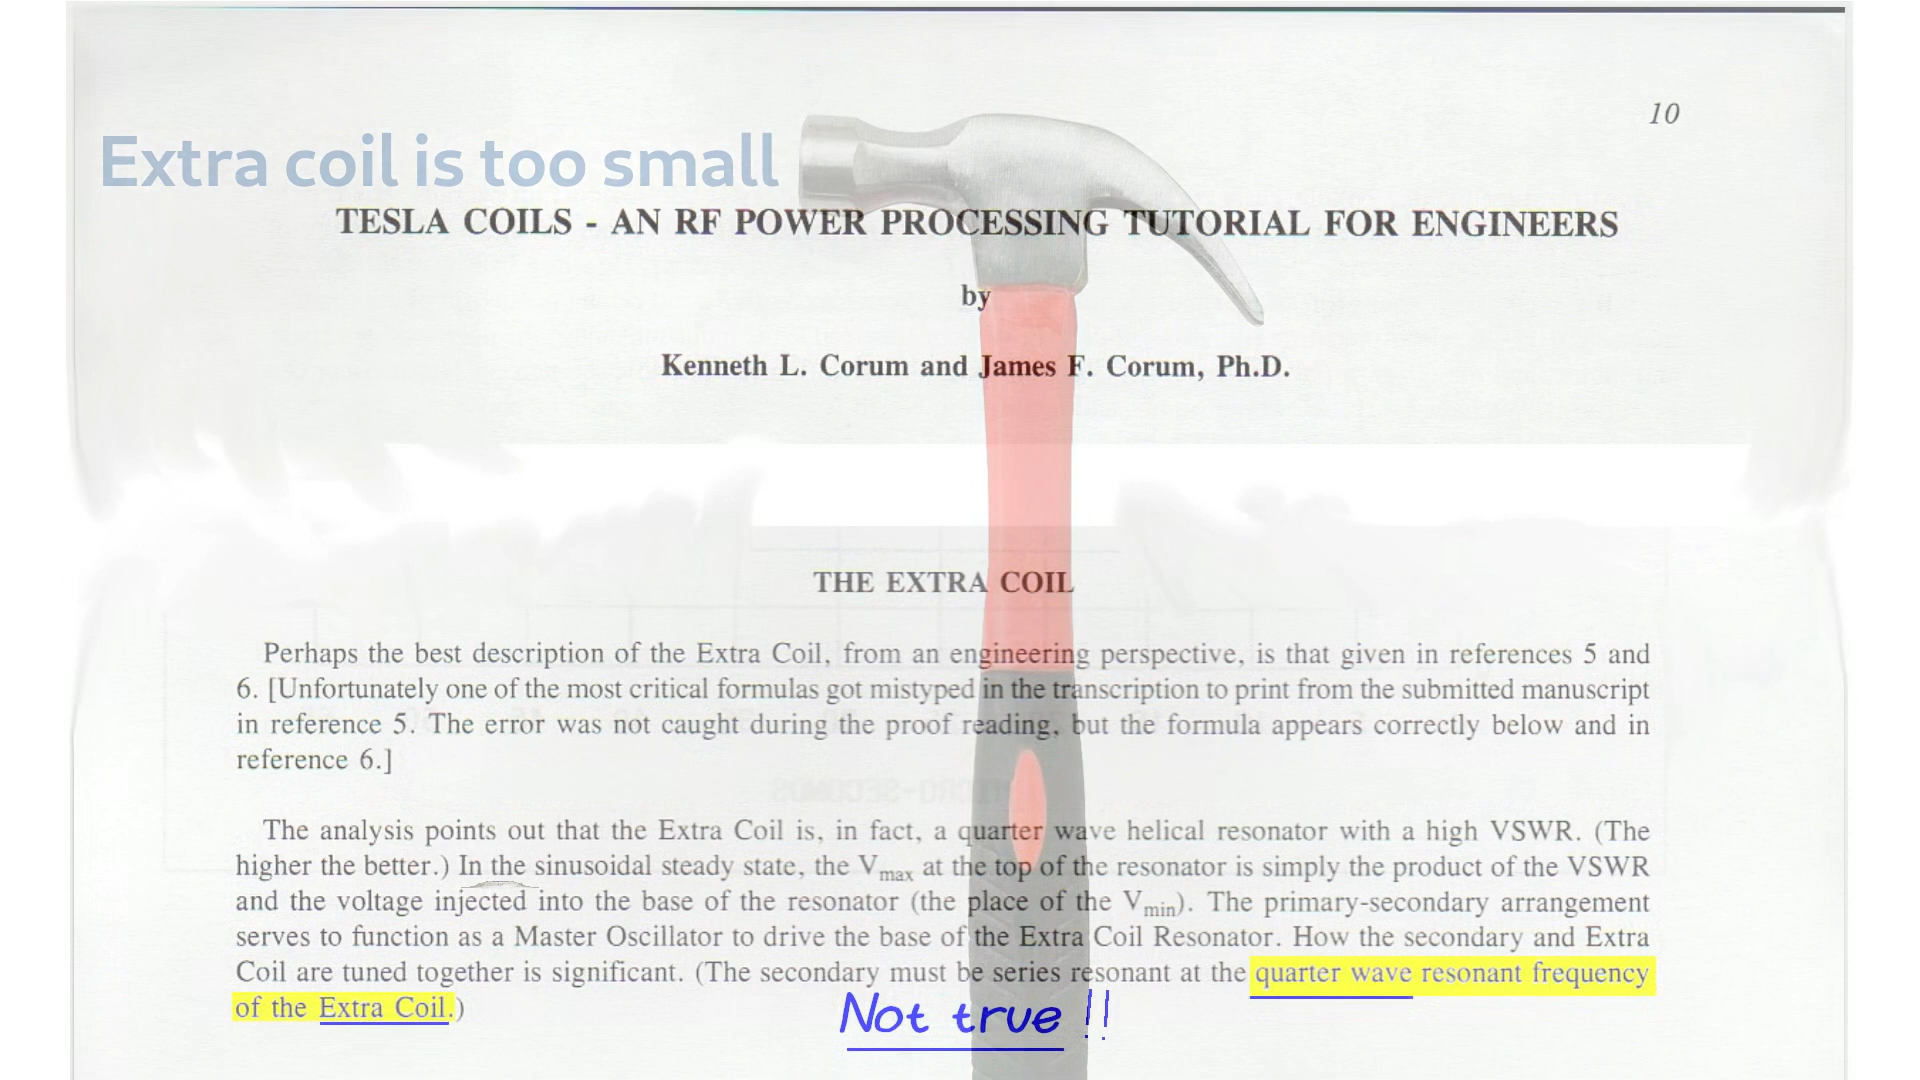 10
Extra coil is too small
TESLA COILS - AN RF POWER PROCESSING TUTORIAL FOR ENGINEERS
by
Kenneth L. Corum and James F. Corum, Ph.D.
THE EXTRA COIL
Perhaps the best description of the Extra Coil, from an engineering perspective, is that given in references 5 and
6. [Unfortunately one of the most critical formulas got mistyped in the transcription to print from the submitted manuscript
in reference 5. The error was not caught during the proof reading, but the formula appears correctly below and in
reference 6.]
The analysis points out that the Extra Coil is, in fact, a quarter wave helical resonator with a high VSWR. (The
higher the better.) In the sinusoidal steady state, the Vmax at the top of the resonator is simply the product of the VSWR
and the voltage injected into the base of the resonator (the place of the Vmin). The primary-secondary arrangement
serves to function as a Master Oscillator to drive the base of the Extra Coil Resonator. How the secondary and Extra
Coil are tuned together is significant. (The secondary must be series resonant at the quarter wave resonant frequency
of the Extra Coil.)
Not true !!